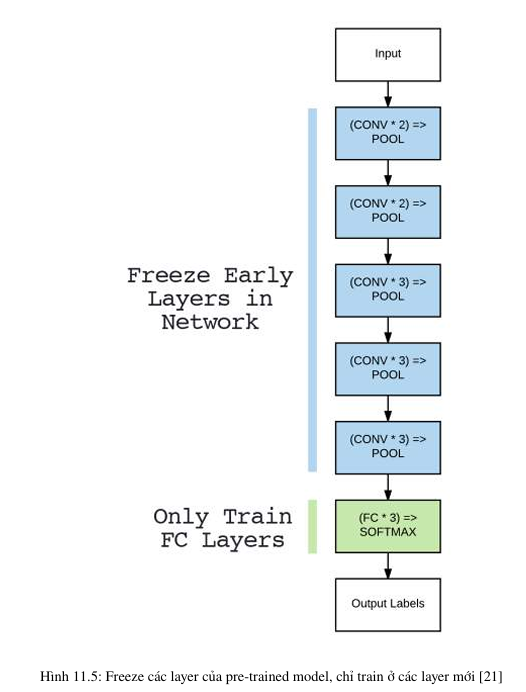 Input
(CONV * 2) =>
POOL
(CONV * 2) =>
POOL
Freeze Early
Layers in
Network
(CONV * 3) =>
POOL
(CONV * 3) =>
POOL
(CONV * 3) =>
POOL
Only Train
FC Layers
(FC * 3) =>
SOFTMAX
Output Labels
Hình 11.5: Freeze các layer của pre-trained model, chỉ train ở các layer mới [21]